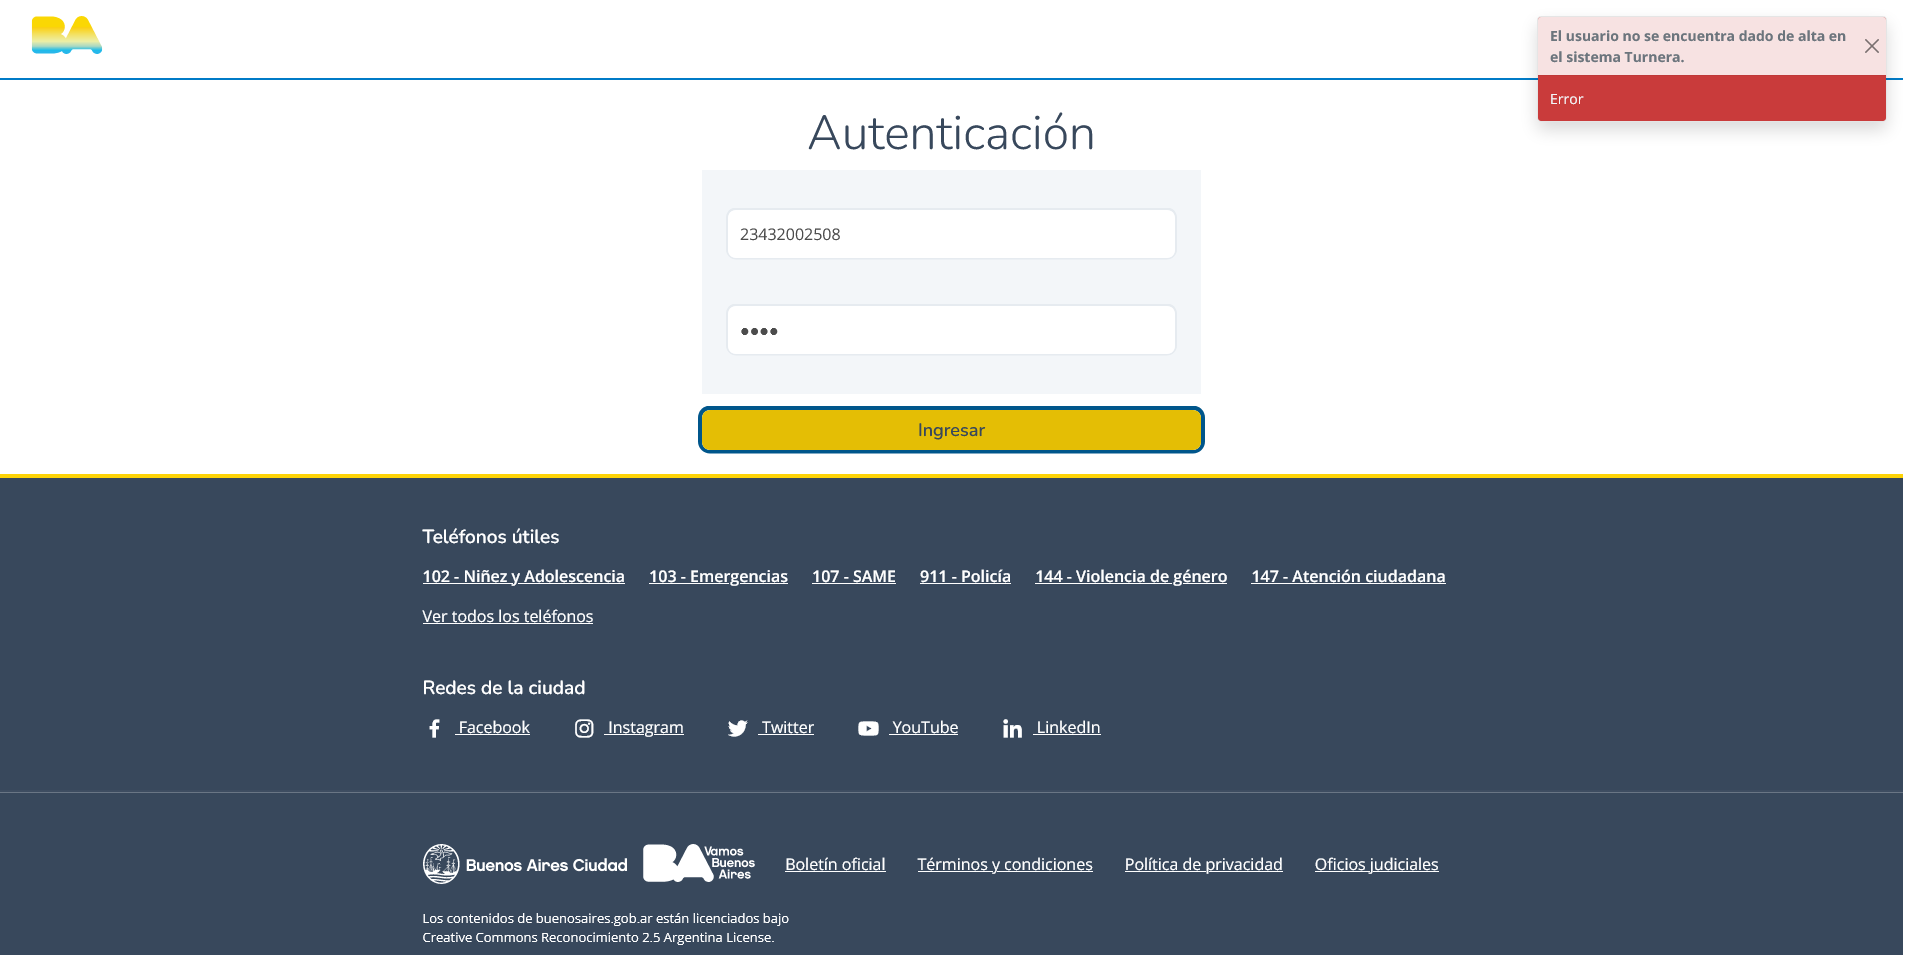 BA
El usuario no se encuentra dado de alta en
el sistema Turnera.
Error
Autenticación
23432002508
••••
Ingresar
Teléfonos útiles
102 - Niñez y Adolescencia 103 - Emergencias 107 - SAME 911 - Policía 144 - Violencia de género 147 - Atención ciudadana
Ver todos los teléfonos
Redes de la ciudad
Facebook Instagram Twitter YouTube LinkedIn
Buenos Aires Ciudad
BA
Vamos
Buenos
Aires
Boletín oficial Términos y condiciones Política de privacidad Oficios judiciales
Los contenidos de buenosaires.gob.ar están licenciados bajo
Creative Commons Reconocimiento 2.5 Argentina License.